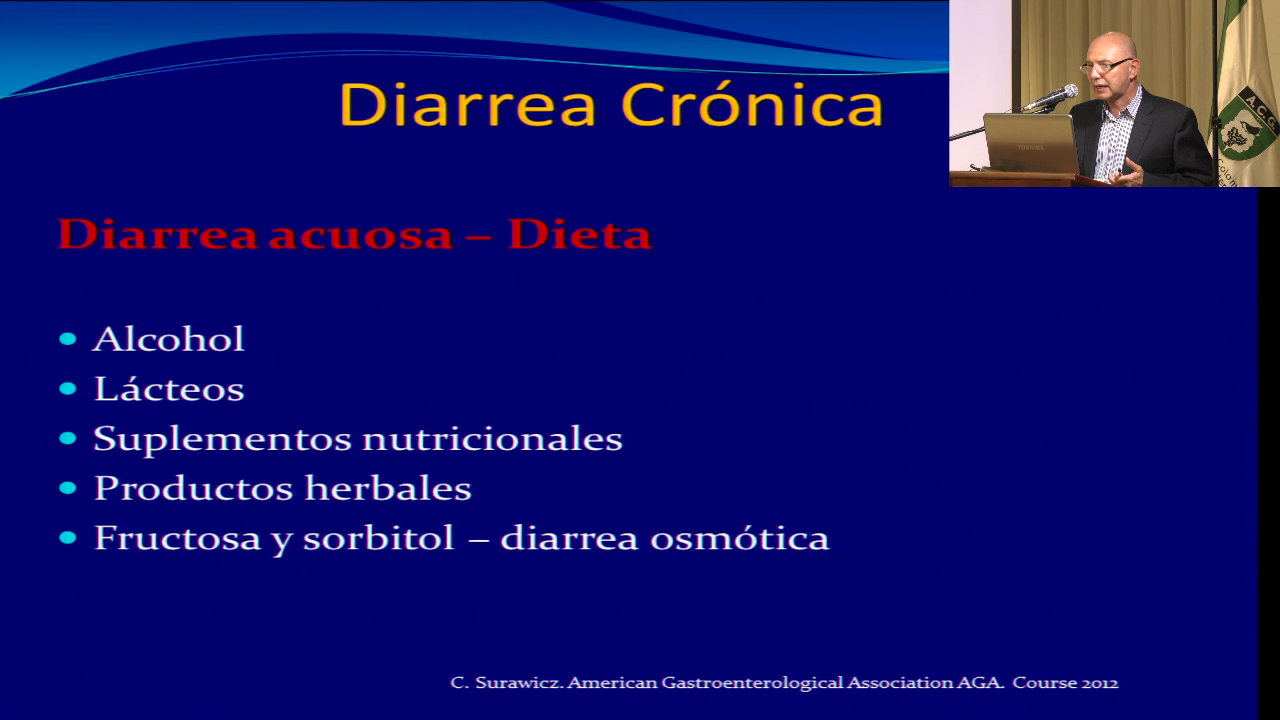 Diarrea Crónica
Diarrea acuosa – Dieta
Alcohol
Lácteos
Suplementos nutricionales
Productos herbales
Fructosa y sorbitol – diarrea osmótica
C. Surawicz. American Gastroenterological Association AGA. Course 2012
TOSHIBA
A.C.G.